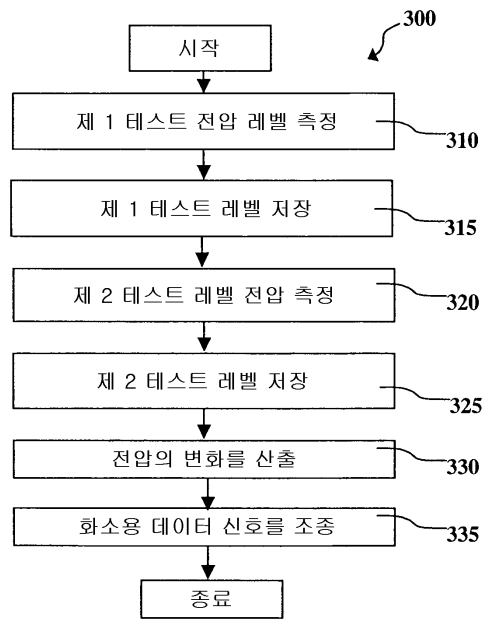 300
시작
제 1 테스트 전압 레벨 측정
310
제 1 테스트 레벨 저장
315
제 2 테스트 레벨 전압 측정
320
제 2 테스트 레벨 저장
325
전압의 변화를 산출
330
화소용 데이터 신호를 조종
335
종료